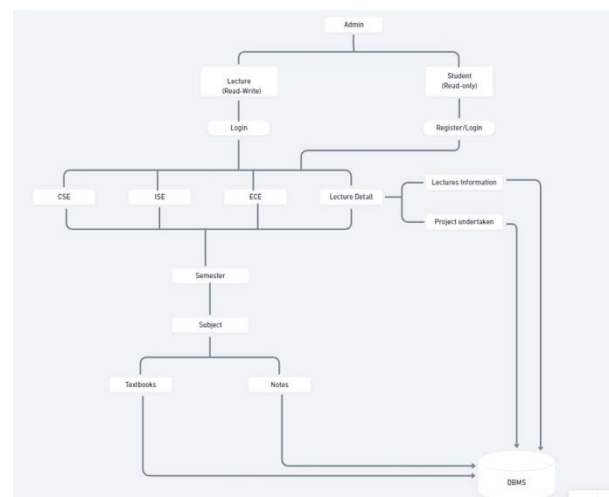 Admin
Lecture
(Read-Write)
Student
(Read-only)
Login
Register/Login
CSE
ISE
ECE
Lecture Detail
Lectures Information
Project undertaken
Semester
Subject
Textbooks
Notes
DBMS